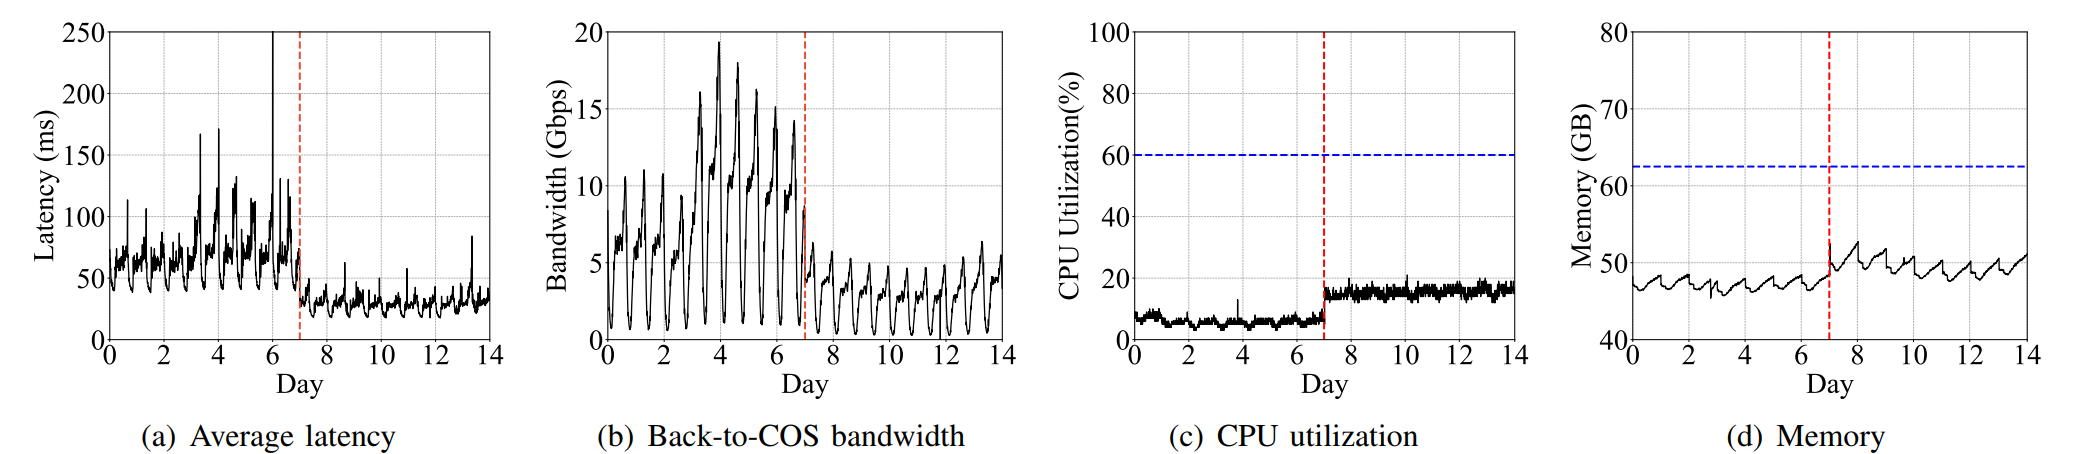 Latency (ms)
250
200
150
100
50
0
0 2 4 6 8 10 12 14
Day
(a) Average latency
Bandwidth (Gbps)
20
15
10
5
0
0 2 4 6 8 10 12 14
Day
(b) Back-to-COS bandwidth
CPU Utilization(%)
100
80
60
40
20
0
0 2 4 6 8 10 12 14
Day
(c) CPU utilization
Memory (GB)
80
70
60
50
40
0 2 4 6 8 10 12 14
Day
(d) Memory